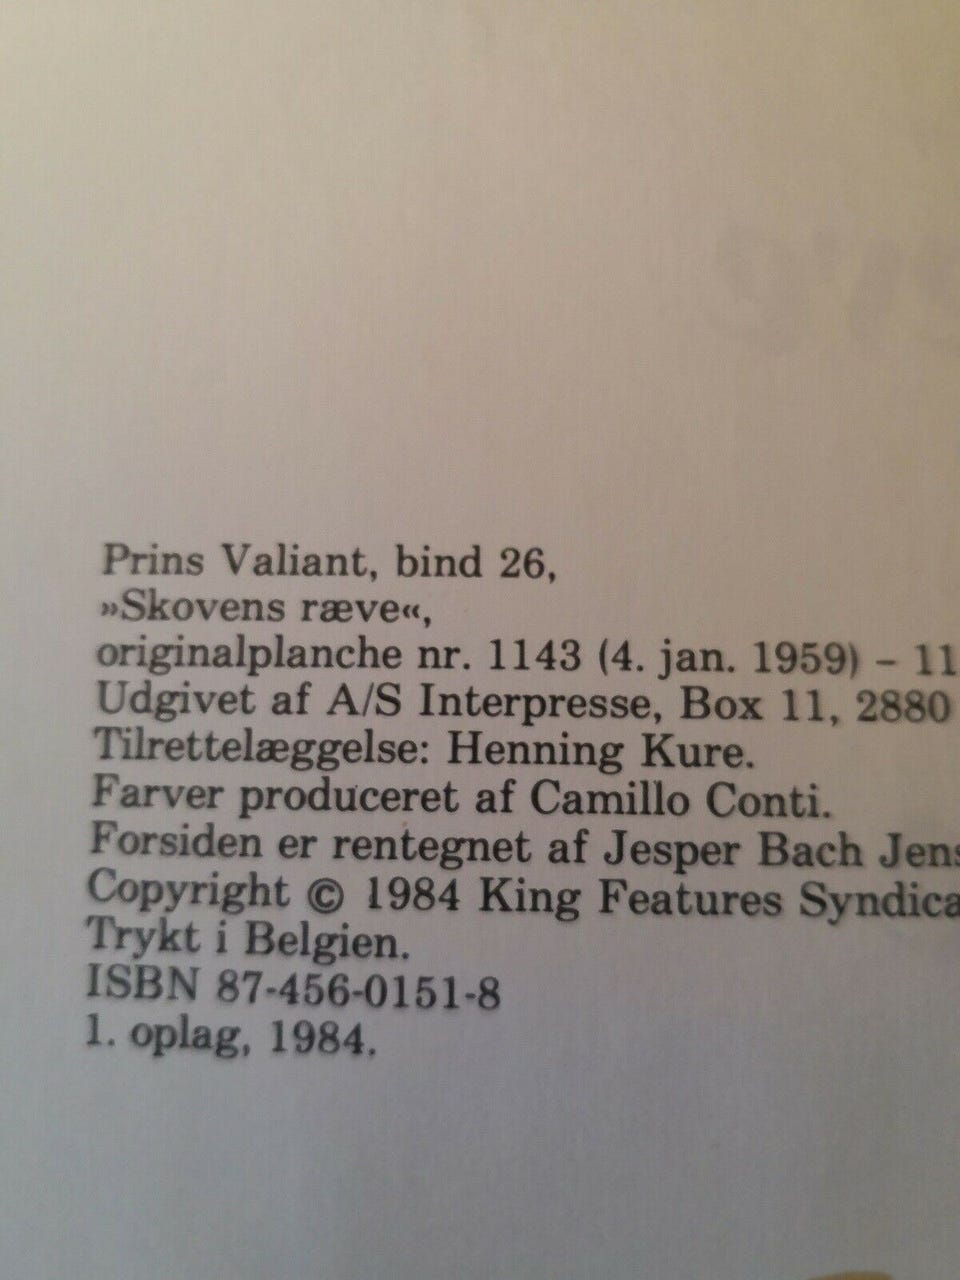 Prins Valiant, bind 26,
»Skovens ræve«,
originalplanche nr. 1143 (4. jan. 1959) – 11
Udgivet af A/S Interpresse, Box 11, 2880
Tilrettelæggelse: Henning Kure.
Farver produceret af Camillo Conti.
Forsiden er rentegnet af Jesper Bach Jens
Copyright © 1984 King Features Syndica
Trykt i Belgien.
ISBN 87-456-0151-8
1. oplag, 1984.